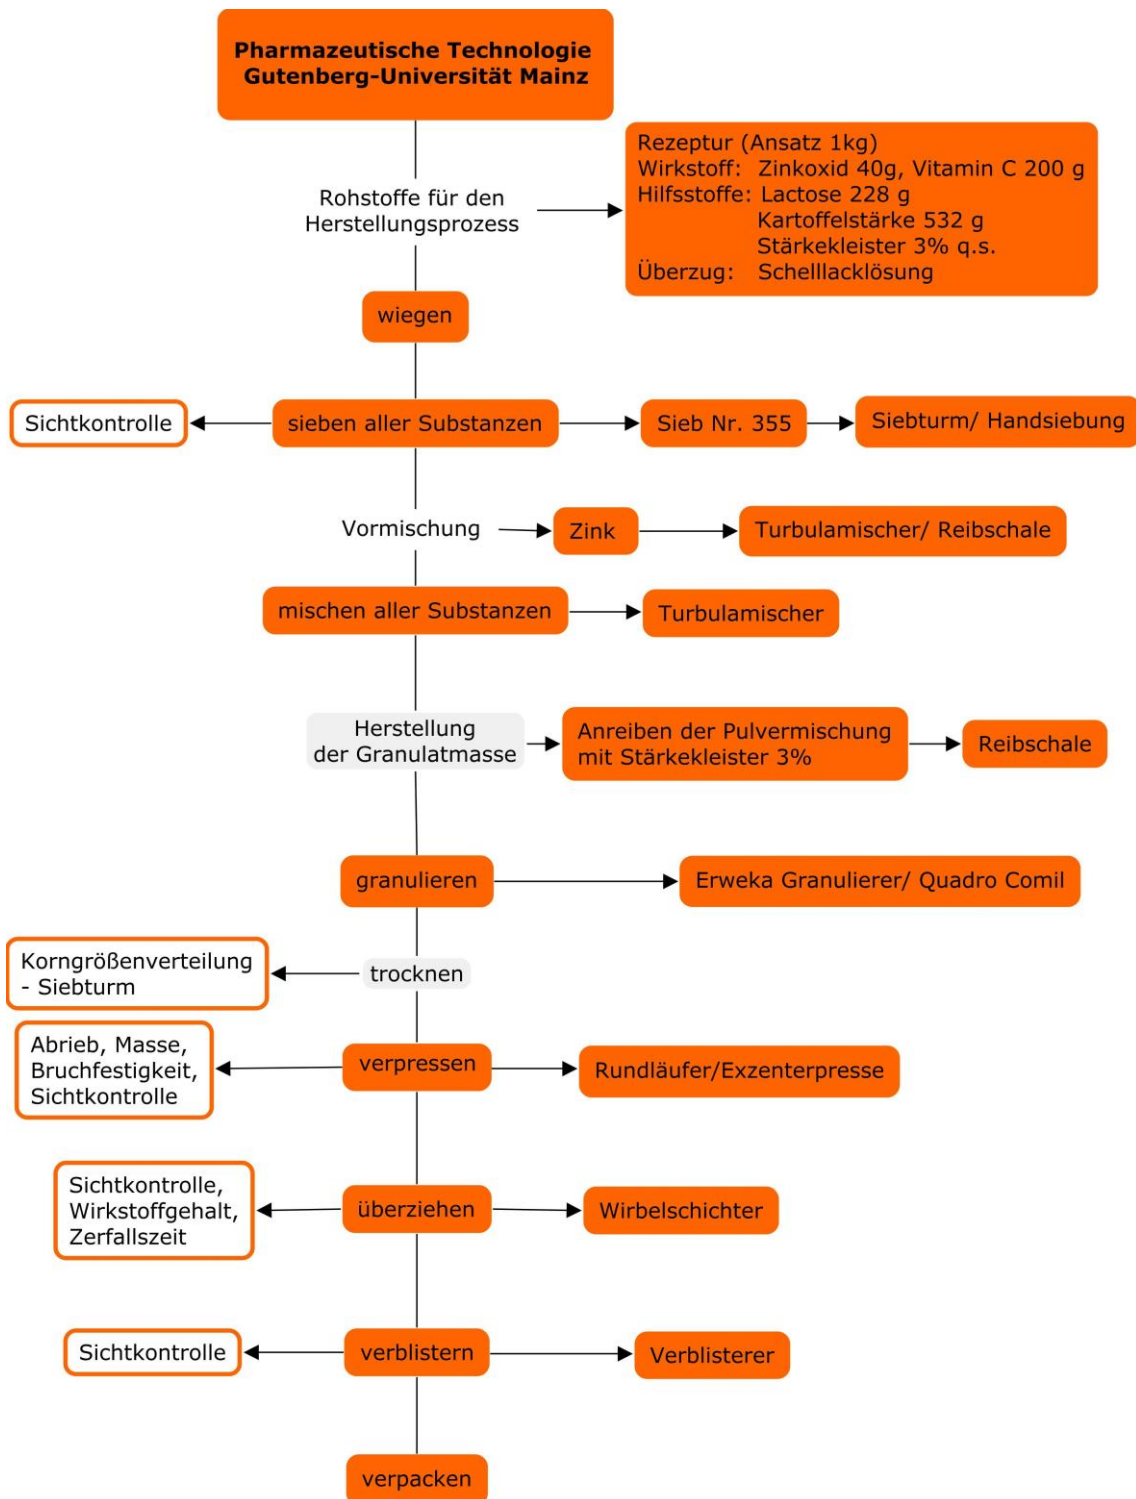 Pharmazeutische Technologie
Gutenberg-Universität Mainz
Rohstoffe für den
Herstellungsprozess
Rezeptur (Ansatz 1kg)
Wirkstoff: Zinkoxid 40g, Vitamin C 200 g
Hilfsstoffe: Lactose 228 g
Kartoffelstärke 532 g
Stärkekleister 3% q.s.
Überzug: Schelllacklösung
wiegen
Sichtkontrolle
sieben aller Substanzen
Sieb Nr. 355
Siebturm/ Handsiebung
Vormischung
Zink
Turbulamischer/ Reibschale
mischen aller Substanzen
Turbulamischer
Herstellung
der Granulatmasse
Anreiben der Pulvermischung
mit Stärkekleister 3%
Reibschale
granulieren
Erweka Granulierer/ Quadro Comil
Korngrößenverteilung
- Siebturm
trocknen
Abrieb, Masse,
Bruchfestigkeit,
Sichtkontrolle
verpressen
Rundläufer/Exzenterpresse
Sichtkontrolle,
Wirkstoffgehalt,
Zerfallszeit
überziehen
Wirbelschichter
Sichtkontrolle
verblistern
Verblisterer
verpacken